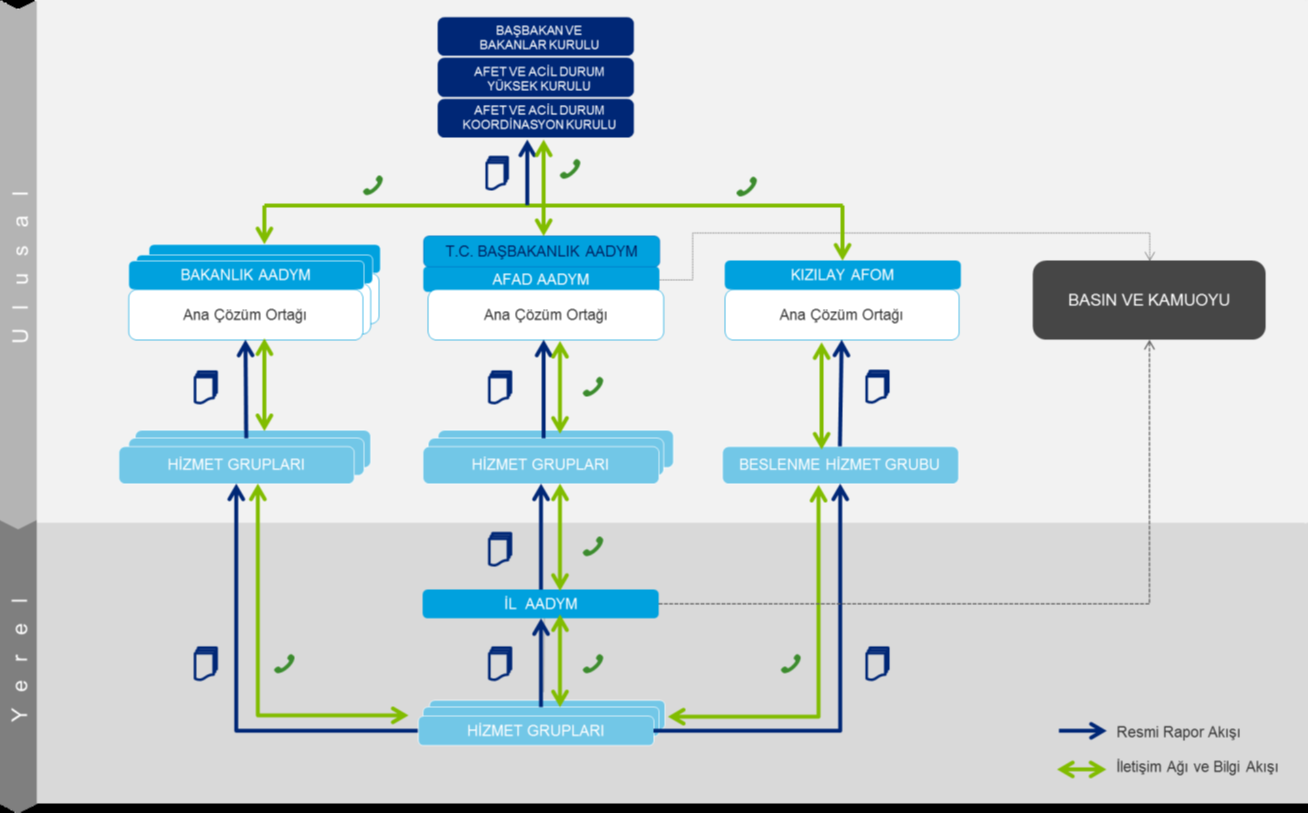 BAŞBAKAN VE
BAKANLAR KURULU
AFET VE ACİL DURUM
YÜKSEK KURULU
AFET VE ACİL DURUM
KOORDİNASYON KURULU
Ulusal
BAKANLIK AADYM
Ana Çözüm Ortağı
T.C. BAŞBAKANLIK AADYM
AFAD AADYM
Ana Çözüm Ortağı
KIZILAY AFOM
Ana Çözüm Ortağı
BASIN VE KAMUOYU
HİZMET GRUPLARI
HİZMET GRUPLARI
BESLENME HİZMET GRUBU
Yerel
İL AADYM
HİZMET GRUPLARI
Resmi Rapor Akışı
İletişim Ağı ve Bilgi Akışı